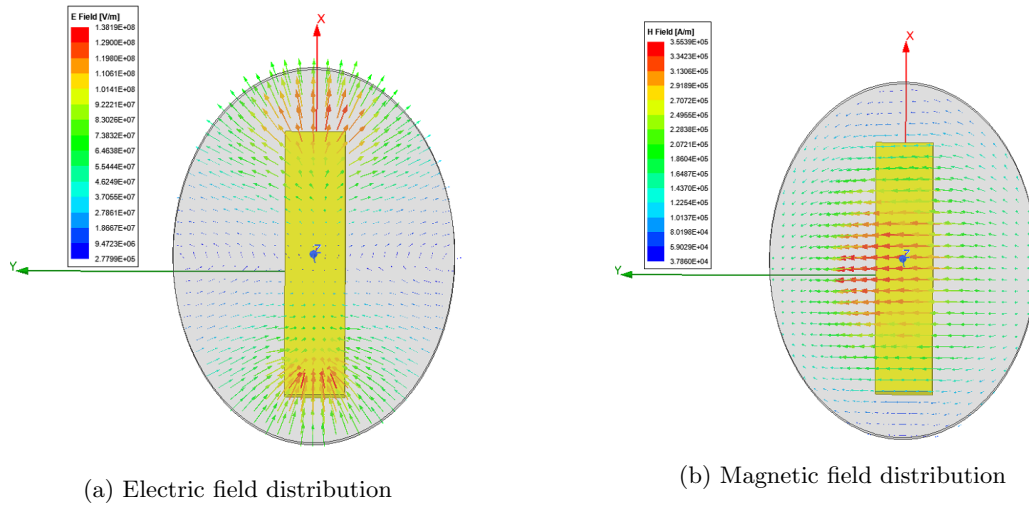 E Field [V/m]
1.3819E+08
1.2900E+08
1.1980E+08
1.1061E+08
1.0141E+08
9.2221E+07
8.3026E+07
7.3832E+07
6.4638E+07
5.5444E+07
4.6249E+07
3.7055E+07
2.7861E+07
1.8667E+07
9.4723E+06
2.7799E+05
X
Y
Z
(a) Electric field distribution
H Field [A/m]
3.5539E+05
3.3423E+05
3.1306E+05
2.9189E+05
2.7072E+05
2.4955E+05
2.2838E+05
2.0721E+05
1.8604E+05
1.6487E+05
1.4370E+05
1.2254E+05
1.0137E+05
8.0198E+04
5.9029E+04
3.7860E+04
X
Y
Z
(b) Magnetic field distribution